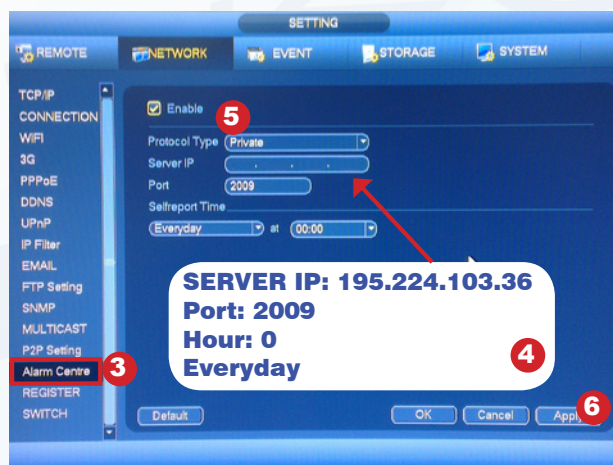 SETTING
REMOTE NETWORK EVENT STORAGE SYSTEM
TCP/IP
CONNECTION
WIFI
3G
PPPoE
DDNS
UPnP
IP Filter
EMAIL
FTP Setting
SNMP
MULTICAST
P2P Setting
Alarm Centre
3
REGISTER
SWITCH
Enable
5
Protocol Type Private
Server IP . . .
Port 2009
Selfreport Time
Everyday at 00:00
SERVER IP: 195.224.103.36
Port: 2009
Hour: 0
Everyday
4
Default OK Cancel Apply
6